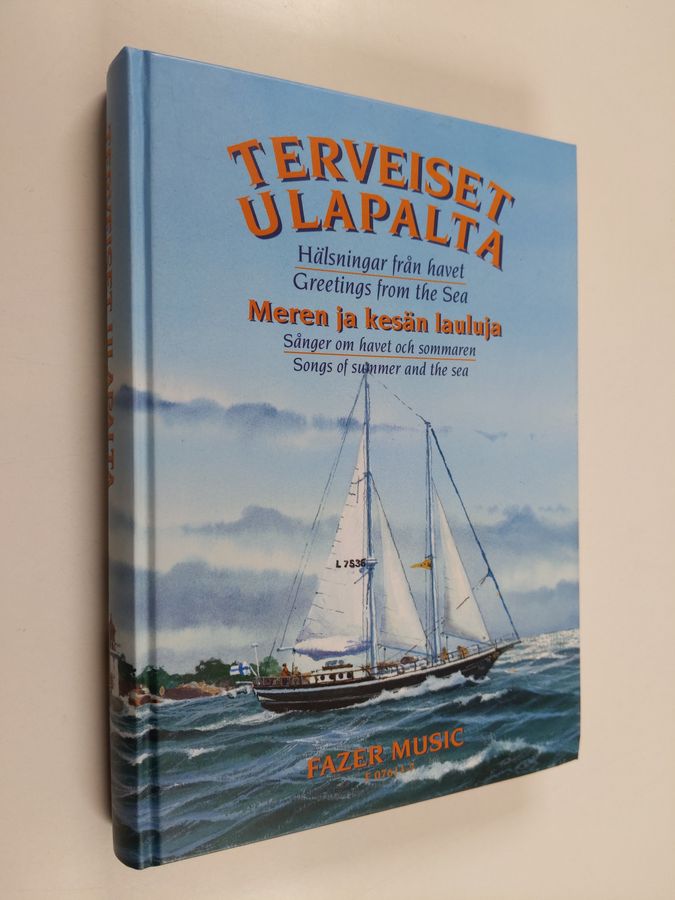 TERVEISET
ULAPALTA
Hälsningar från havet
Greetings from the Sea
Meren ja kesän lauluja
Sånger om havet och sommaren
Songs of summer and the sea
L 7536
FAZER MUSIC
TERVEISET ULAPALTA